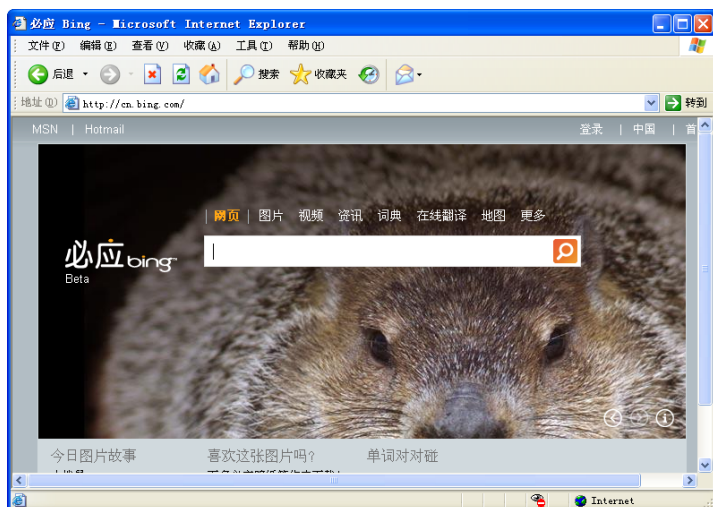 必应 Bing - Microsoft Internet Explorer
文件(F) 编辑(E) 查看(V) 收藏(A) 工具(T) 帮助(H)
后退 搜索 收藏夹
地址(D) http://cn.bing.com/ 转到
MSN | Hotmail 登录 | 中国 | 首
| 网页 | 图片 视频 资讯 词典 在线翻译 地图 更多
必应 bing
Beta
今日图片故事 喜欢这张图片吗? 单词对对碰
Internet